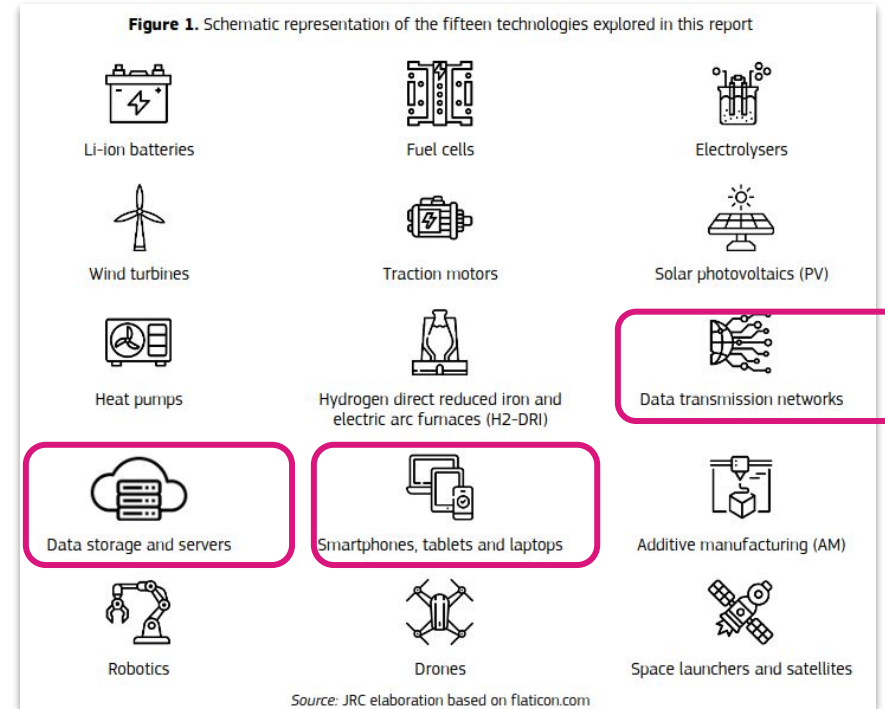 Figure 1. Schematic representation of the fifteen technologies explored in this report
Li-ion batteries
Fuel cells
Electrolysers
Wind turbines
Traction motors
Solar photovoltaics (PV)
Heat pumps
Hydrogen direct reduced iron and
electric arc furnaces (H2-DRI)
Data transmission networks
Data storage and servers
Smartphones, tablets and laptops
Additive manufacturing (AM)
Robotics
Drones
Space launchers and satellites
Source: JRC elaboration based on flaticon.com